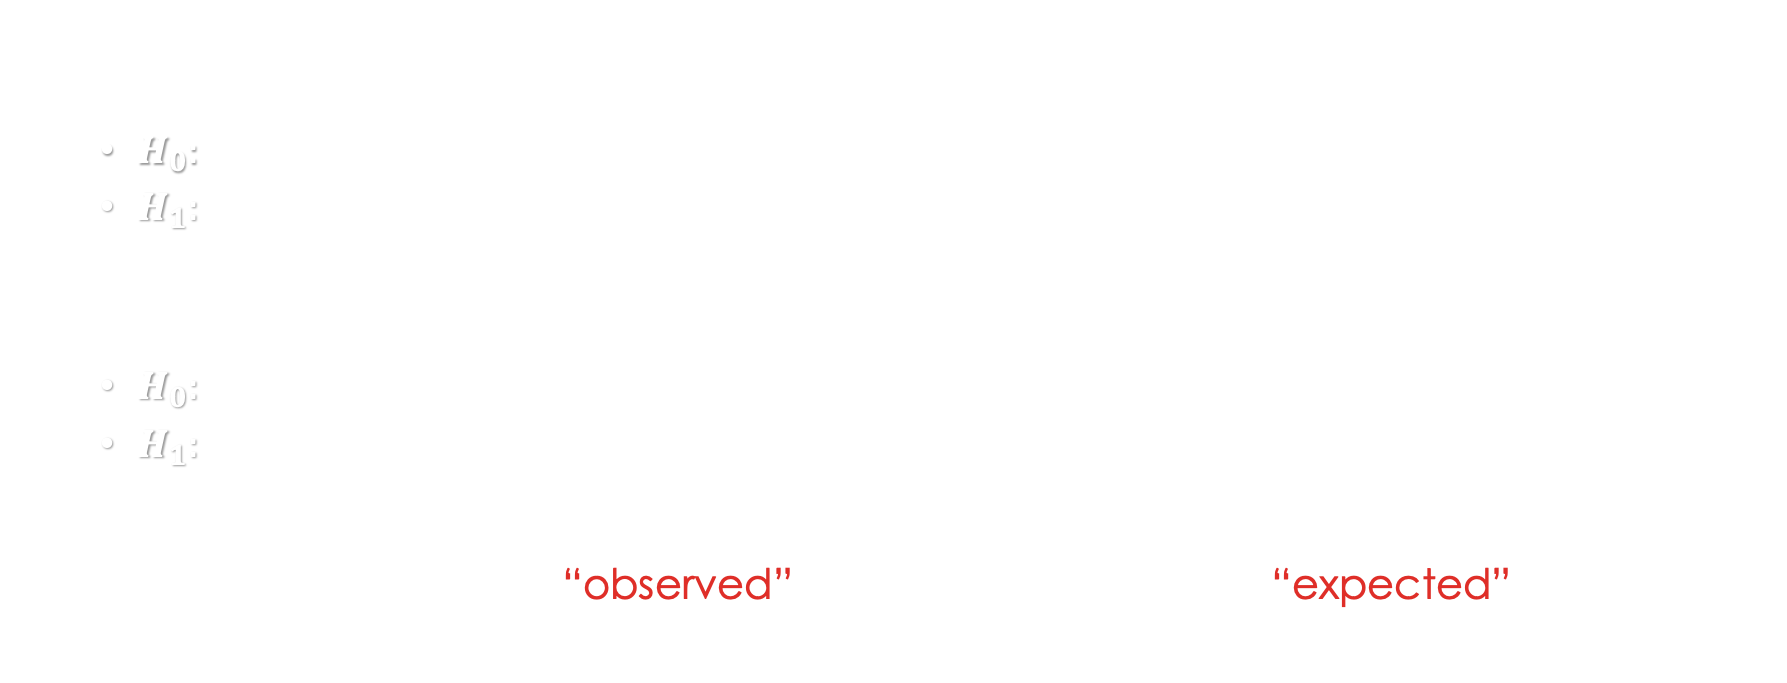 • H₀:
• H₁:
• H₀:
• H₁:
“observed” “expected”